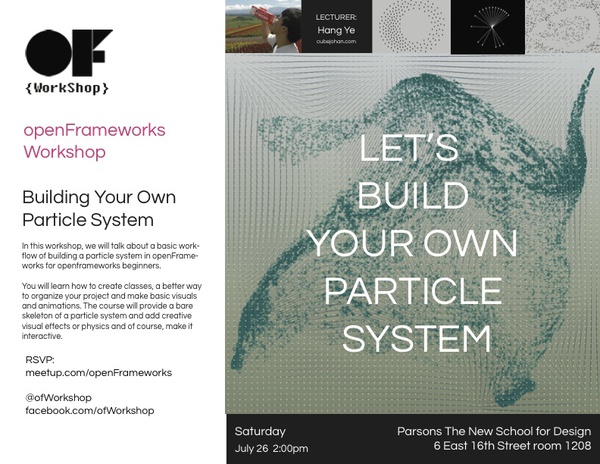 OF
{WorkShop}
openFrameworks
Workshop
Building Your Own
Particle System
In this workshop, we will talk about a basic work-
flow of building a particle system in openFrame-
works for openframeworks beginners.
You will learn how to create classes, a better way
to organize your project and make basic visuals
and animations. The course will provide a bare
skeleton of a particle system and add creative
visual effects or physics and of course, make it
interactive.
RSVP:
meetup.com/openFrameworks
@ofWorkshop
facebook.com/ofWorkshop
LECTURER:
Hang Ye
cubejohan.com
LET'S
BUILD
YOUR OWN
PARTICLE
SYSTEM
Saturday
July 26 2:00pm
Parsons The New School for Design
6 East 16th Street room 1208